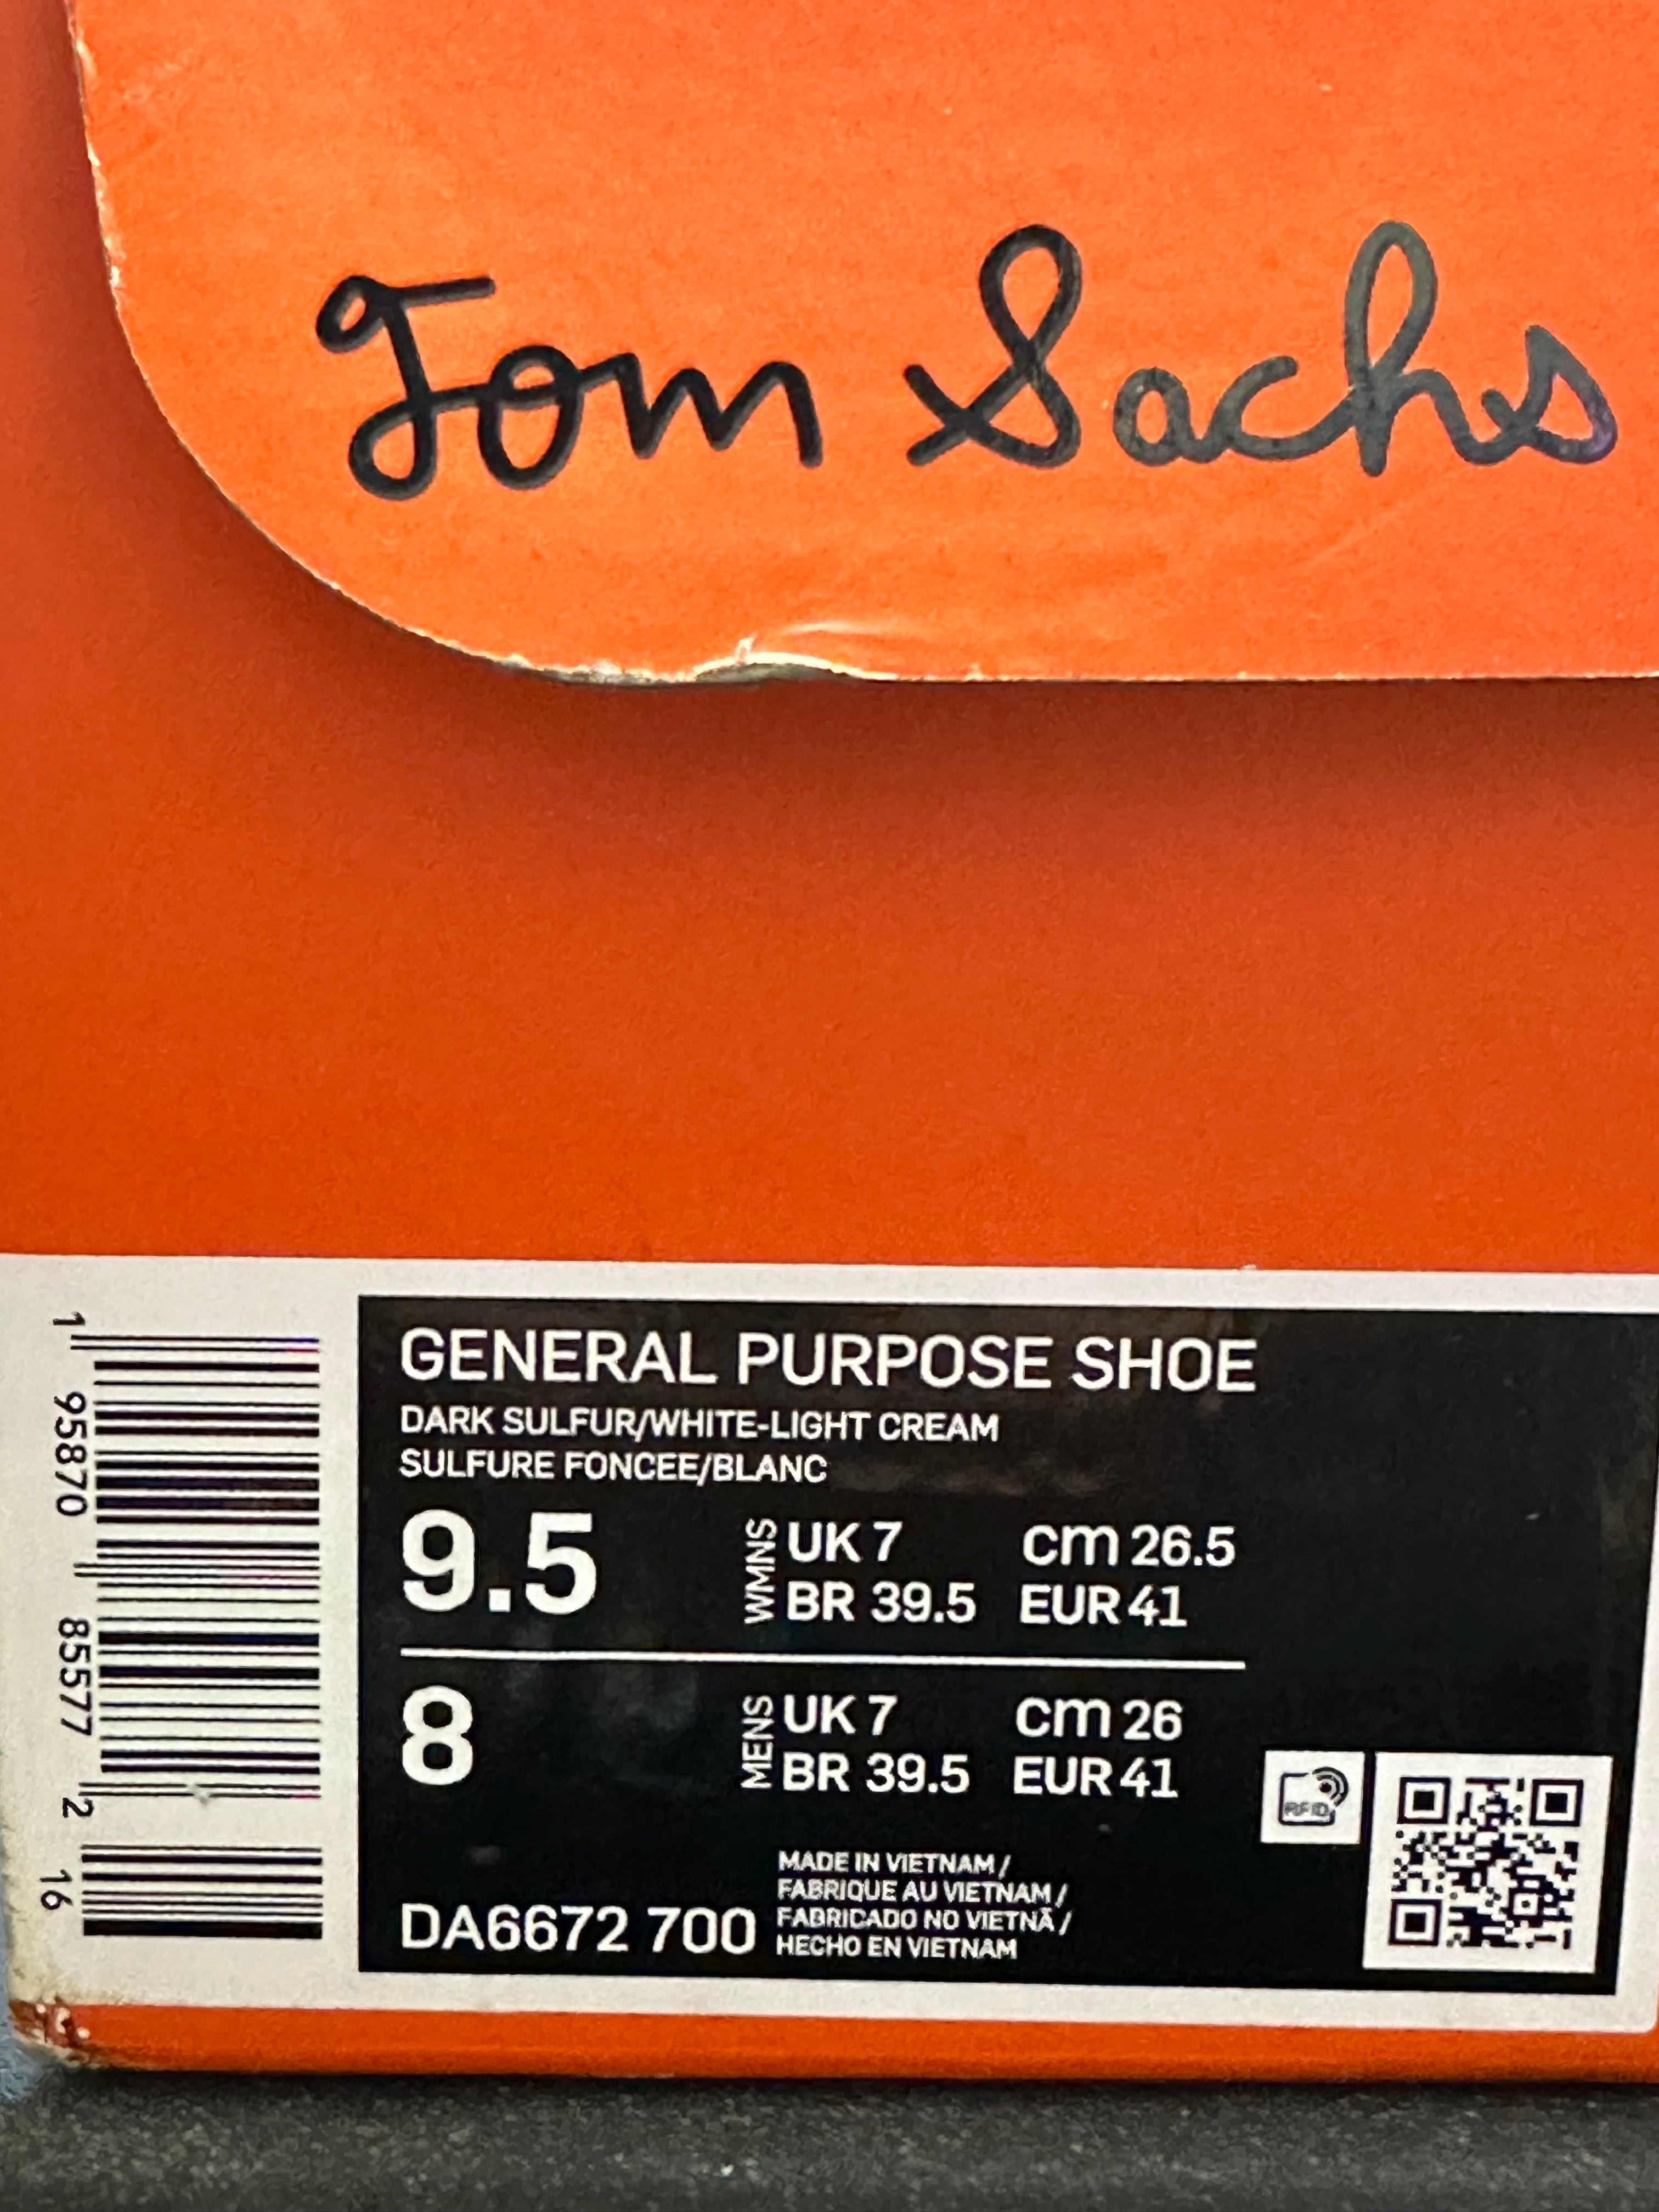 Tom Sachs
GENERAL PURPOSE SHOE
DARK SULFUR/WHITE-LIGHT CREAM
SULFURE FONCEE/BLANC
9.5 WMNS UK 7 cm 26.5
BR 39.5 EUR 41
8 MENS UK 7 cm 26
BR 39.5 EUR 41
DA6672 700
MADE IN VIETNAM /
FABRIQUE AU VIETNAM /
FABRICADO NO VIETNÃ /
HECHO EN VIETNAM
RFID
1 95870 85577 2 16